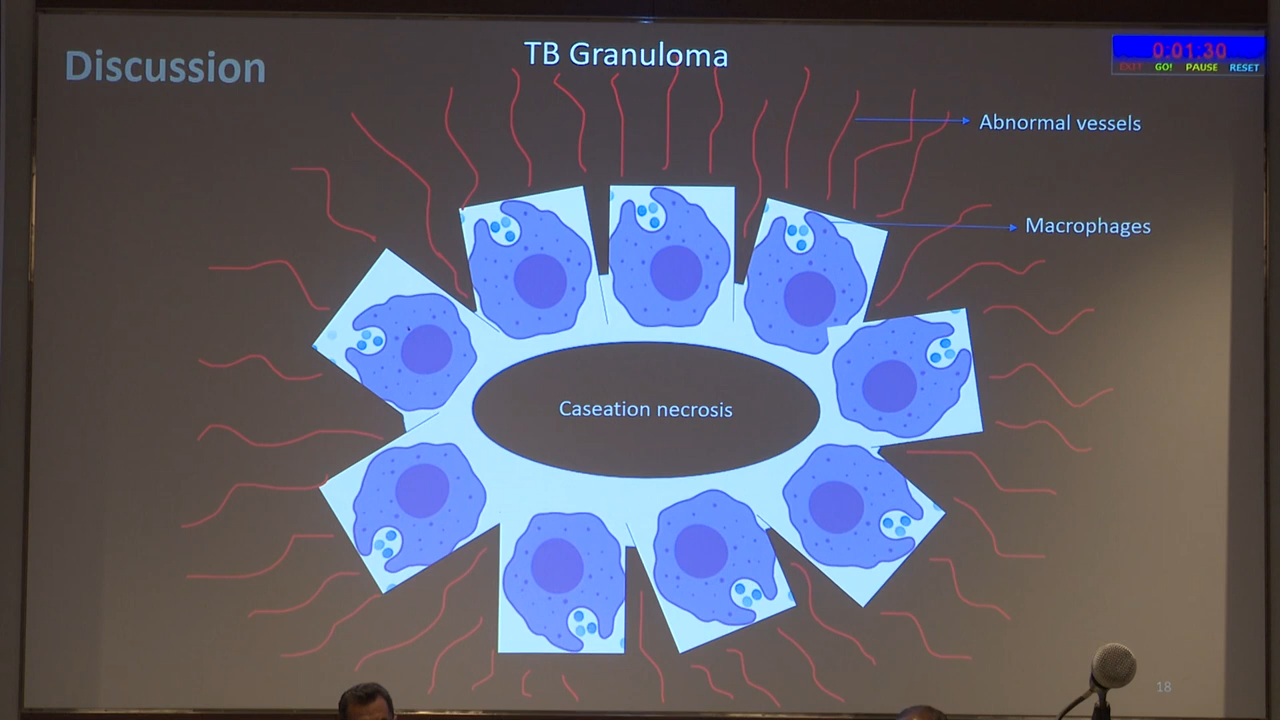 Discussion
TB Granuloma
0:01:30
EXIT GO! PAUSE RESET
Abnormal vessels
Macrophages
Caseation necrosis
18